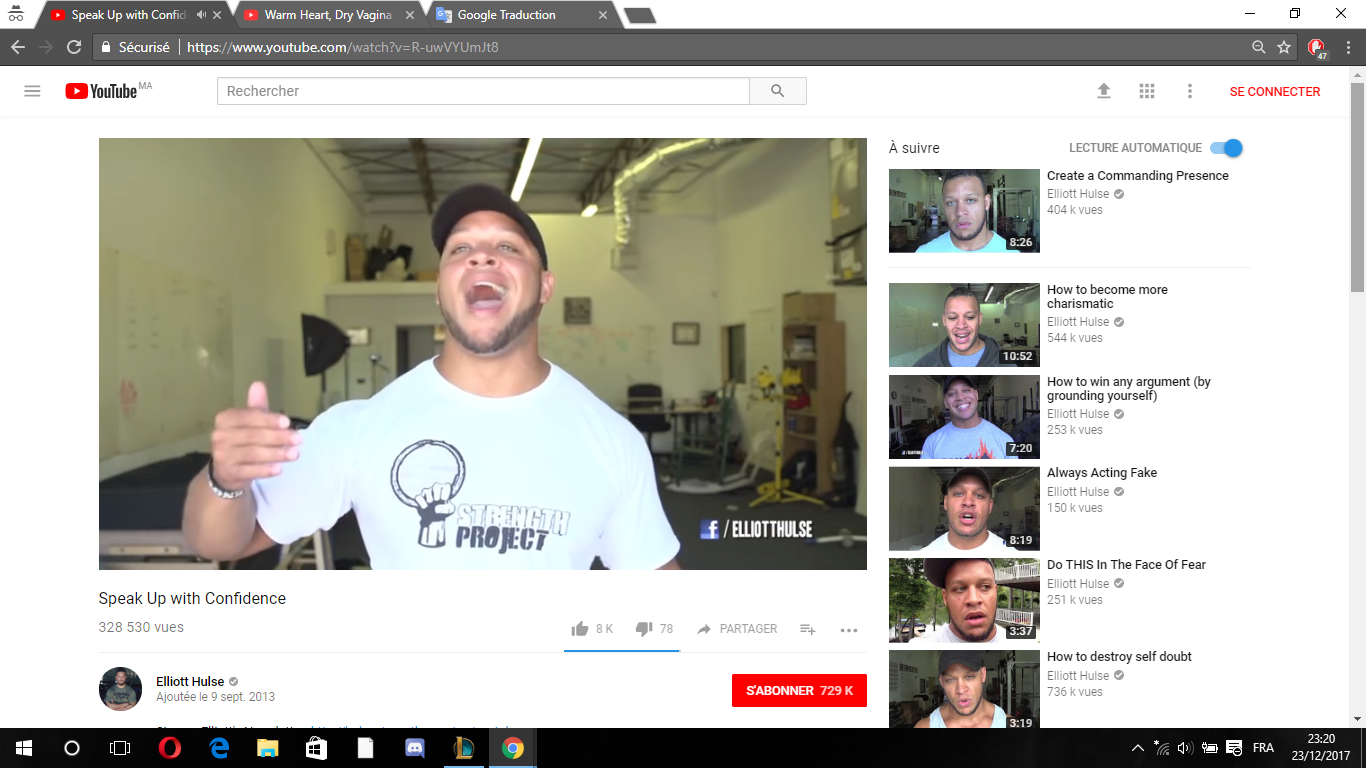 Speak Up with Confid
Warm Heart, Dry Vagina
Google Traduction
Sécurisé
https://www.youtube.com/watch?v=R-uwVYUmJt8
47
YouTube MA
Rechercher
SE CONNECTER
STRENGTH
PROJECT
f / ELLIOTTHULSE
Speak Up with Confidence
328 530 vues
8 K
78
PARTAGER
Elliott Hulse
Ajoutée le 9 sept. 2013
S'ABONNER 729 K
À suivre
LECTURE AUTOMATIQUE
8:26
Create a Commanding Presence
Elliott Hulse
404 k vues
10:52
How to become more
charismatic
Elliott Hulse
544 k vues
7:20
How to win any argument (by
grounding yourself)
Elliott Hulse
253 k vues
8:19
Always Acting Fake
Elliott Hulse
150 k vues
3:37
Do THIS In The Face Of Fear
Elliott Hulse
251 k vues
3:19
How to destroy self doubt
Elliott Hulse
736 k vues
FRA
23:20
23/12/2017